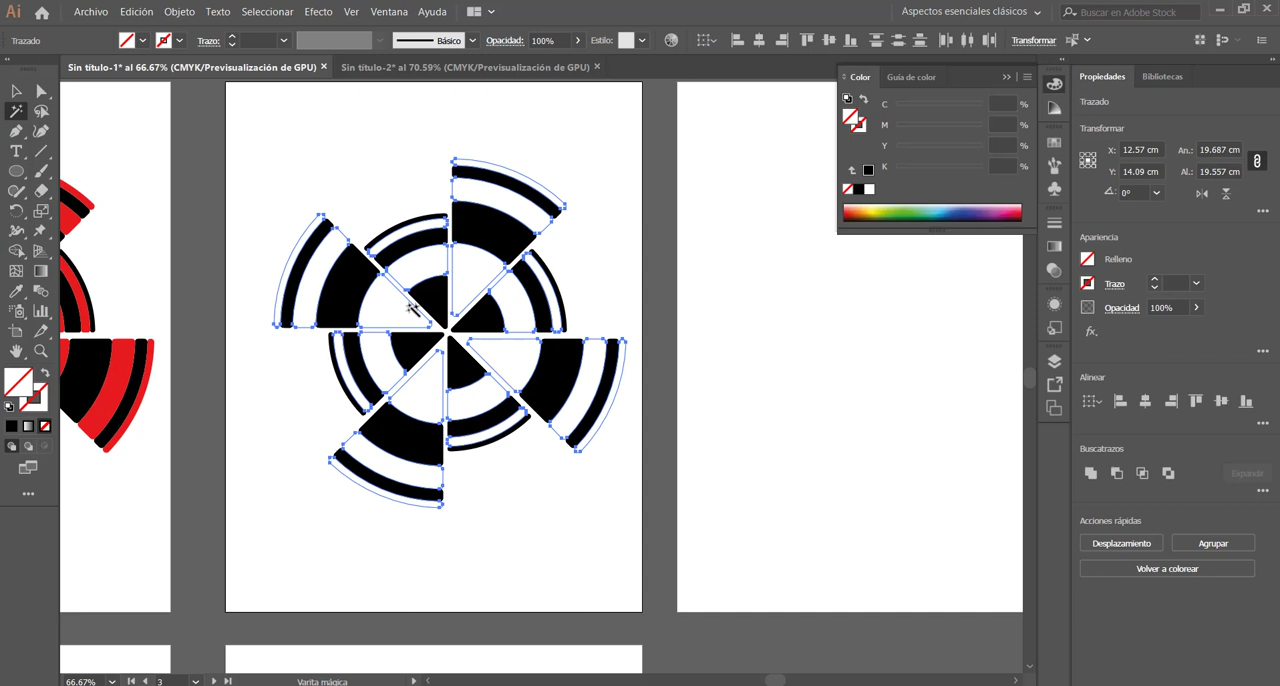 Ai Archivo Edición Objeto Texto Seleccionar Efecto Ver Ventana Ayuda Aspectos esenciales clásicos Buscar en Adobe Stock
Trazado Trazo: Básico Opacidad: 100% Estilo: Transformar
Sin título-1* al 66.67% (CMYK/Previsualización de GPU) × Sin título-2* al 70.59% (CMYK/Previsualización de GPU) ×
Color Guía de color
C %
M %
Y %
K %
Propiedades Bibliotecas
Trazado
Transformar
X: 12.57 cm An.: 19.687 cm
Y: 14.09 cm Al.: 19.557 cm
0°
Apariencia
Relleno
Trazo
Opacidad 100%
fx.
Alinear
Buscatrazos
Expandir
Acciones rápidas
Desplazamiento Agrupar
Volver a colorear
66.67% 3 Varita mágica